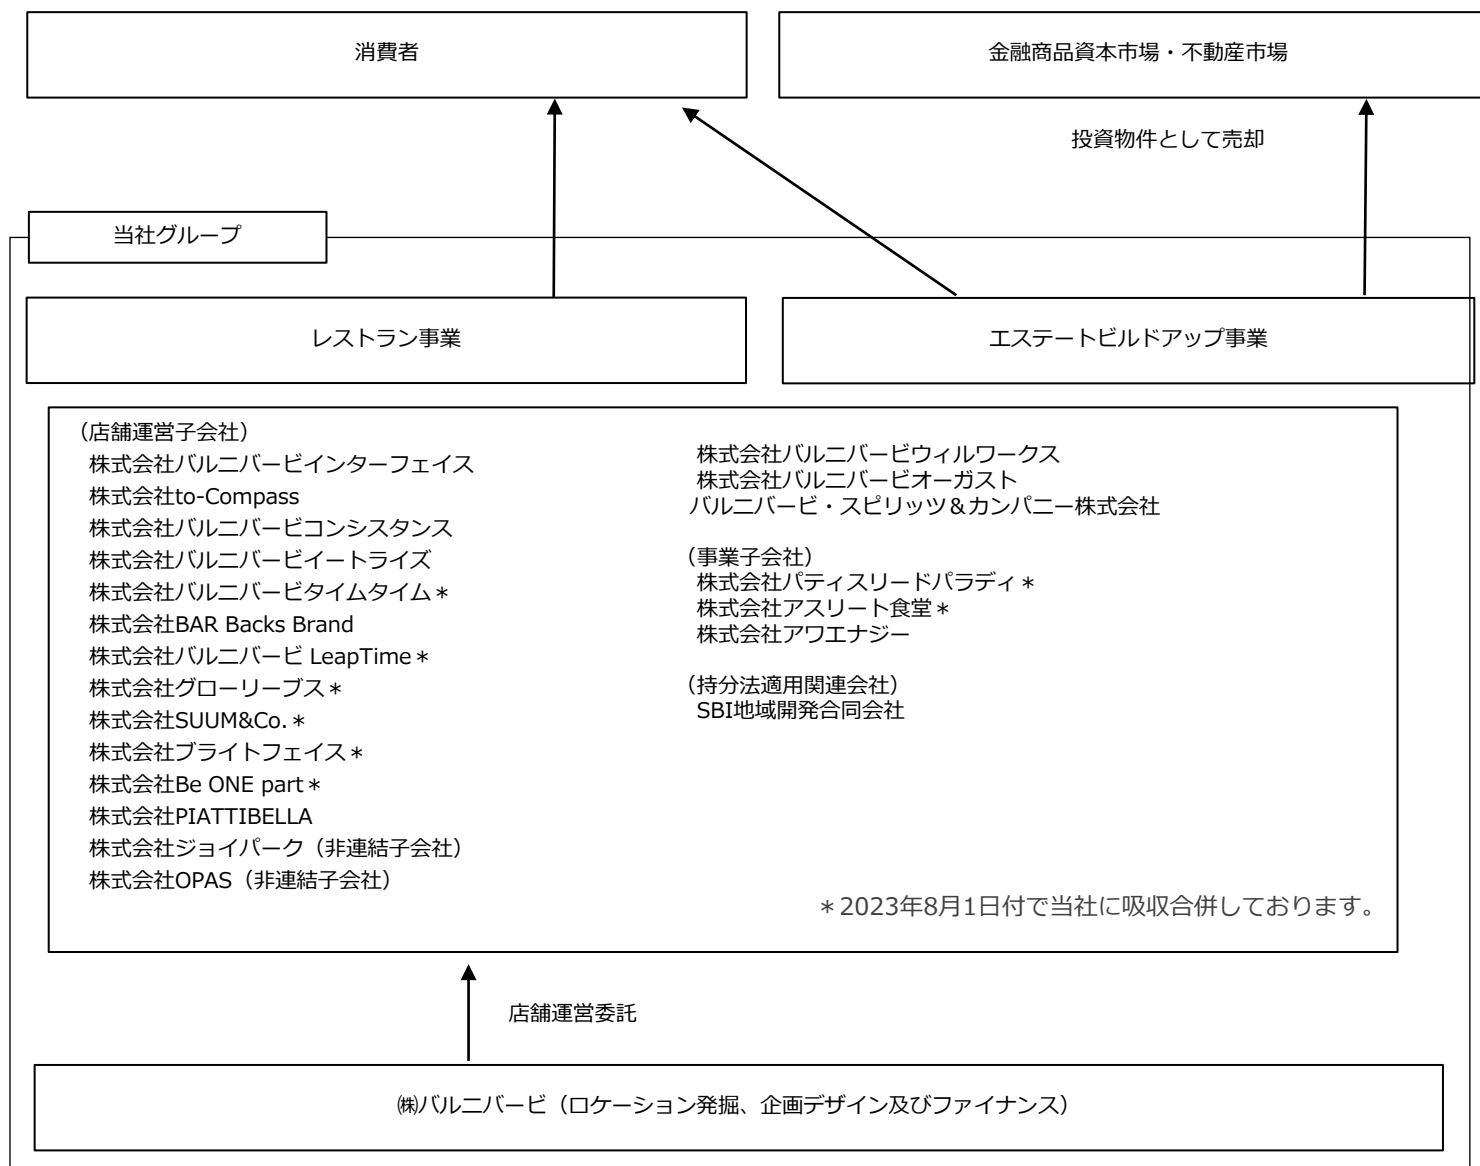 消費者
金融商品資本市場・不動産市場
投資物件として売却
当社グループ
レストラン事業
エステートビルドアップ事業
（店舗運営子会社）
株式会社バルニバービインターフェイス
株式会社to-Compass
株式会社バルニバービコンシスタンス
株式会社バルニバービイートライズ
株式会社バルニバービタイムタイム＊
株式会社BAR Backs Brand
株式会社バルニバービ LeapTime＊
株式会社グローリーブス＊
株式会社SUUM&Co.＊
株式会社ブライトフェイス＊
株式会社Be ONE part＊
株式会社PIATTIBELLA
株式会社ジョイパーク（非連結子会社）
株式会社OPAS（非連結子会社）
株式会社バルニバービウィルワークス
株式会社バルニバービオーガスト
バルニバービ・スピリッツ＆カンパニー株式会社
（事業子会社）
株式会社パティスリードパラディ＊
株式会社アスリート食堂＊
株式会社アワエナジー
（持分法適用関連会社）
SBI地域開発合同会社
＊2023年8月1日付で当社に吸収合併しております。
店舗運営委託
㈱バルニバービ（ロケーション発掘、企画デザイン及びファイナンス）